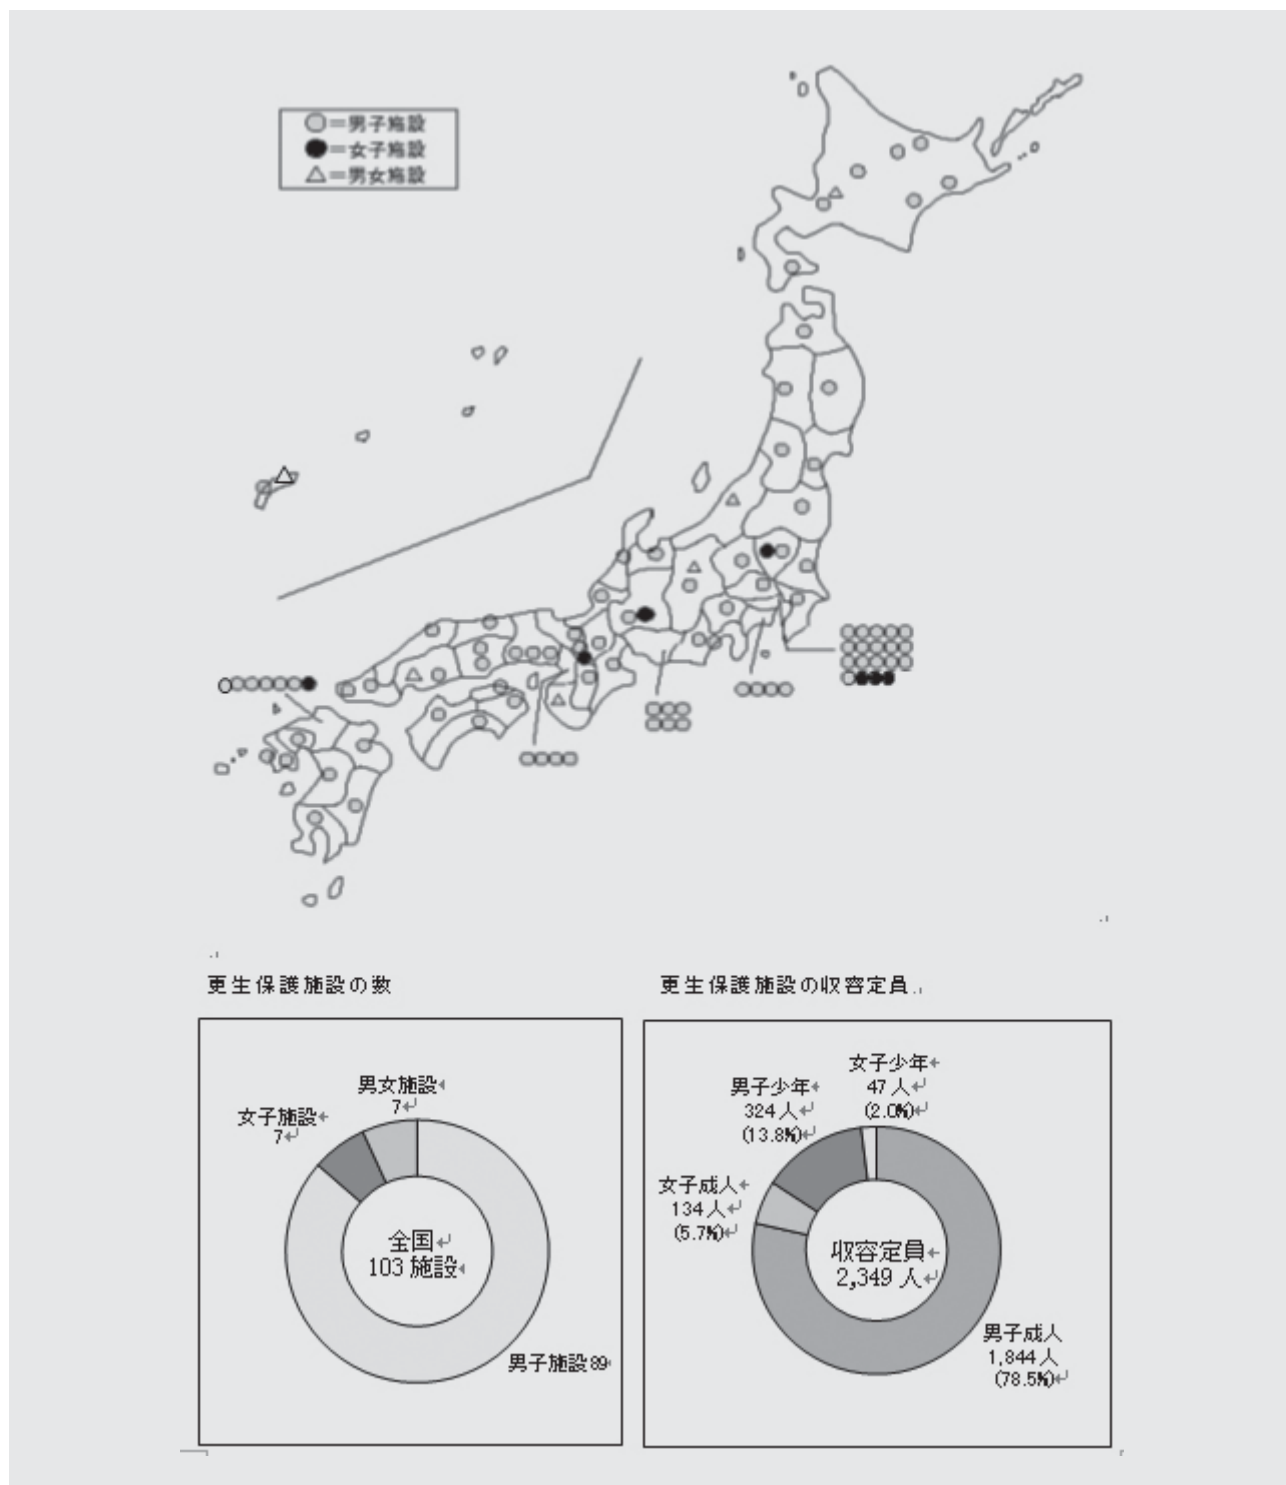 ○＝男子施設
●＝女子施設
△＝男女施設
更生保護施設の数
男女施設
7
女子施設
7
全国
103 施設
男子施設89
更生保護施設の収容定員
女子少年
47 人
(2.0%)
男子少年
324 人
(13.8%)
女子成人
134 人
(5.7%)
収容定員
2,349 人
男子成人
1,844 人
(78.5%)